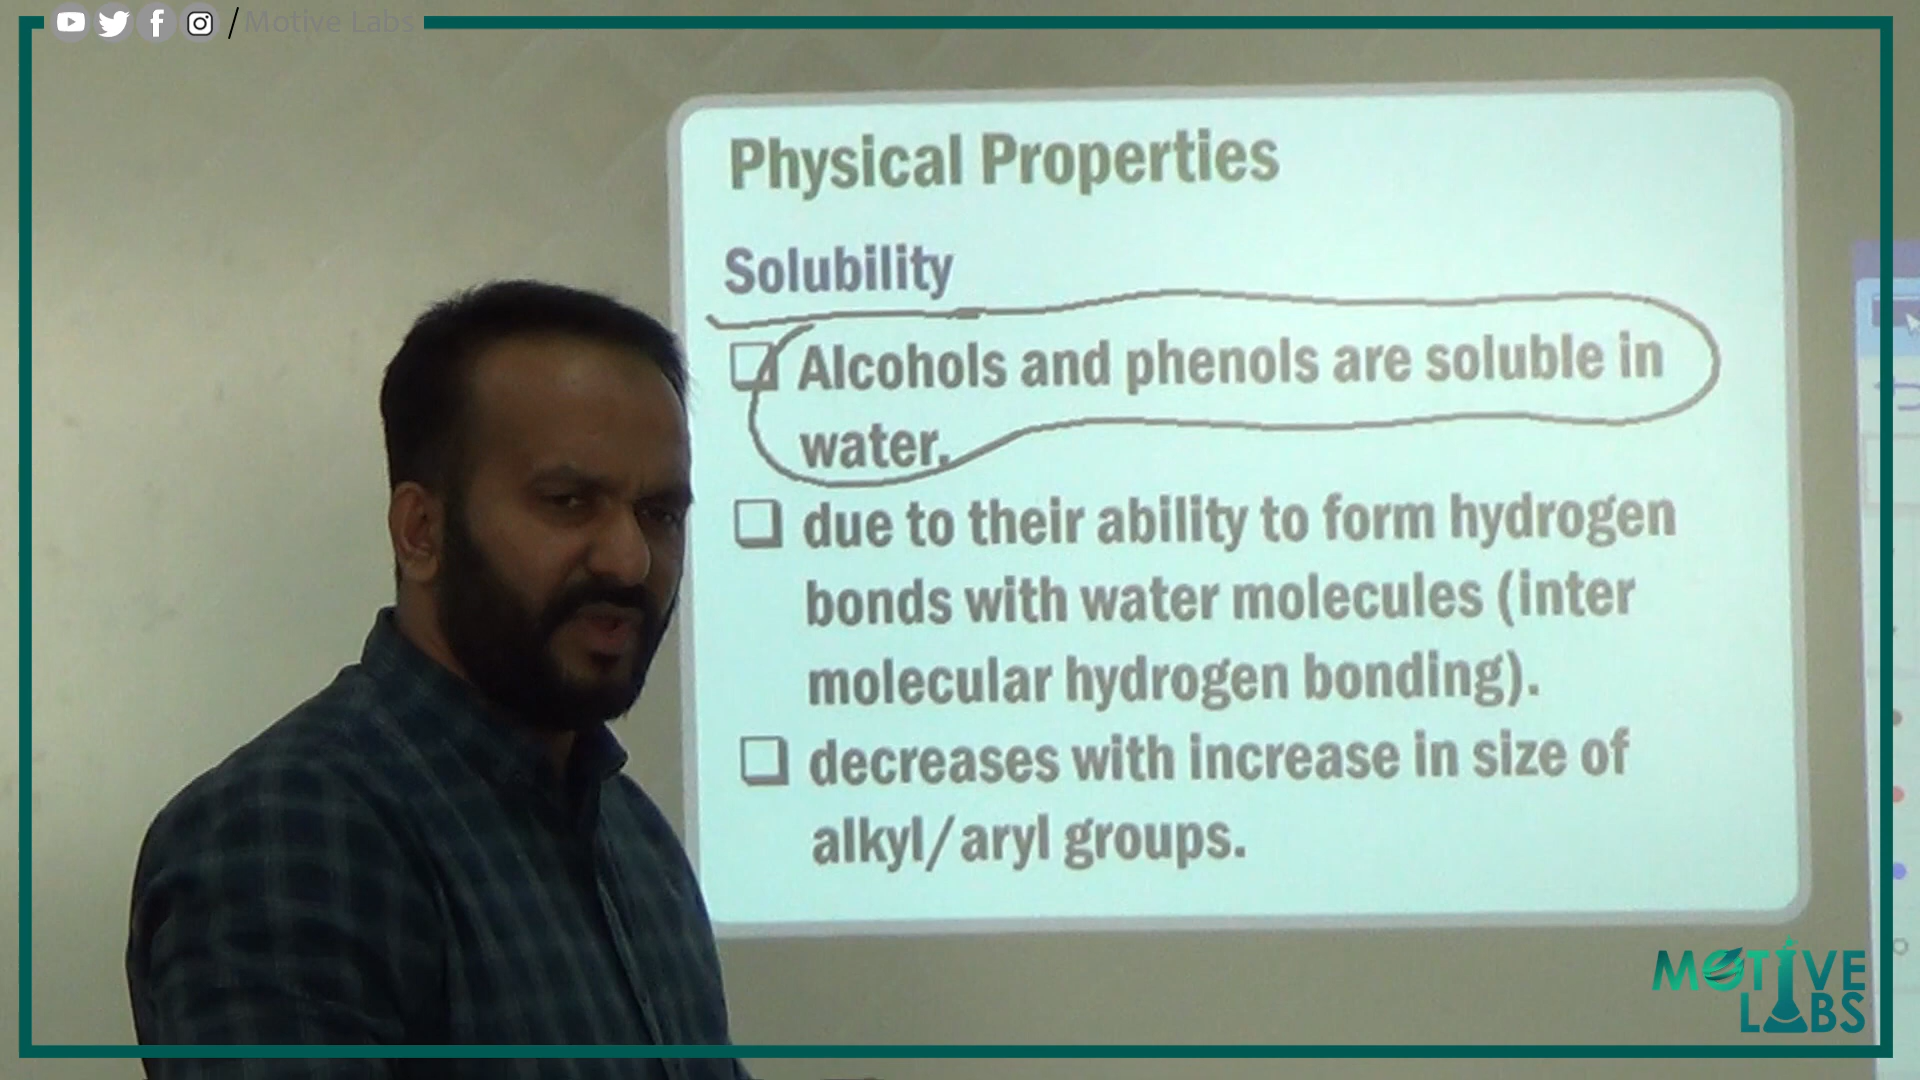 / Motive Labs
Physical Properties
Solubility
Alcohols and phenols are soluble in
water.
due to their ability to form hydrogen
bonds with water molecules (inter
molecular hydrogen bonding).
decreases with increase in size of
alkyl/aryl groups.
MOTIVE
LABS